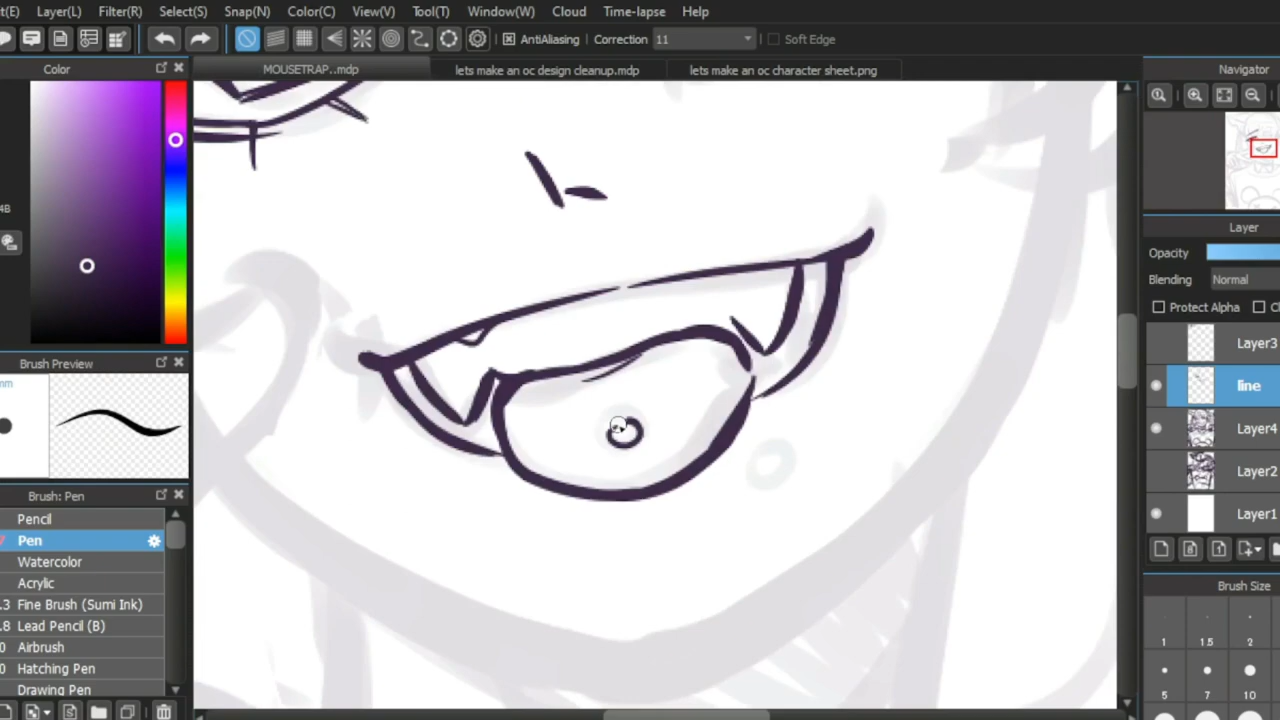 t(E) Layer(L) Filter(R) Select(S) Snap(N) Color(C) View(V) Tool(T) Window(W) Cloud Time-lapse Help
AntiAliasing Correction 11 Soft Edge
Color
MOUSETRAP..mdp lets make an oc design cleanup.mdp lets make an oc character sheet.png
Navigator
4B
Layer
Opacity
Blending Normal
Protect Alpha
Layer3
line
Layer4
Layer2
Layer1
Brush Preview
mm
Brush: Pen
Pencil
Pen
Watercolor
Acrylic
.3 Fine Brush (Sumi Ink)
.8 Lead Pencil (B)
0 Airbrush
0 Hatching Pen
Drawing Pen
Brush Size
1 1.5 2
5 7 10